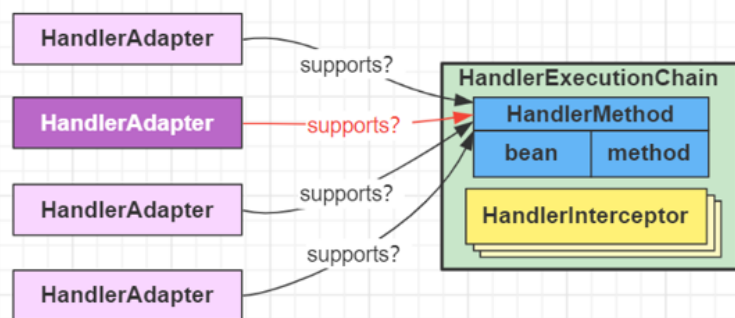 HandlerAdapter
supports?
HandlerExecutionChain
HandlerMethod
HandlerAdapter
supports?
bean
method
supports?
HandlerAdapter
HandlerInterceptor
supports?
HandlerAdapter